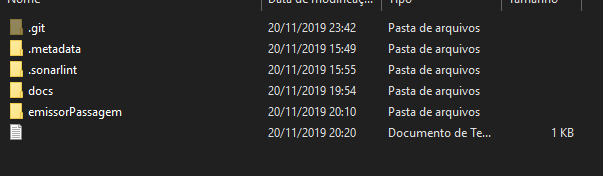 Nome Data de modificaç... Tipo Tamanho
.git 20/11/2019 23:42 Pasta de arquivos
.metadata 20/11/2019 15:49 Pasta de arquivos
.sonarlint 20/11/2019 15:55 Pasta de arquivos
docs 20/11/2019 19:54 Pasta de arquivos
emissorPassagem 20/11/2019 20:10 Pasta de arquivos
20/11/2019 20:20 Documento de Te... 1 KB